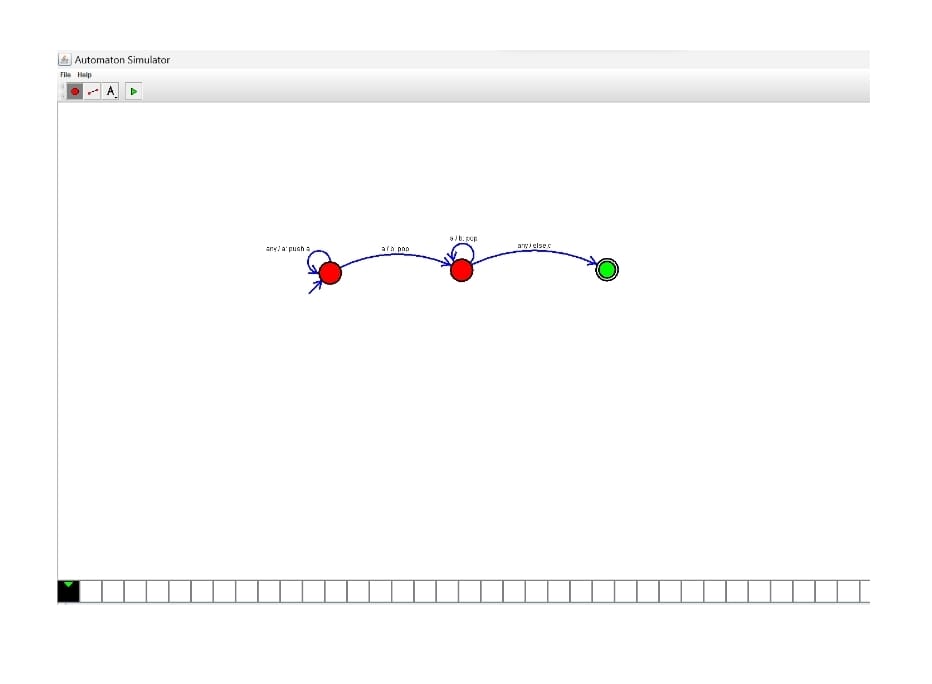 Automaton Simulator
File Help
A
a / b: pop
any / a: push a
a / b: pop
any / else: